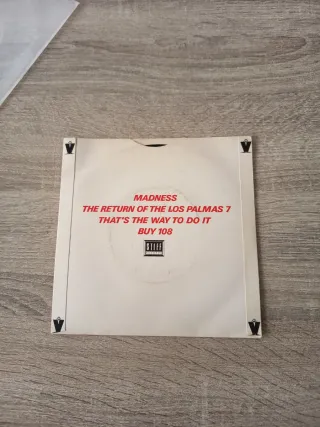 MADNESS
THE RETURN OF THE LOS PALMAS 7
THAT'S THE WAY TO DO IT
BUY 108